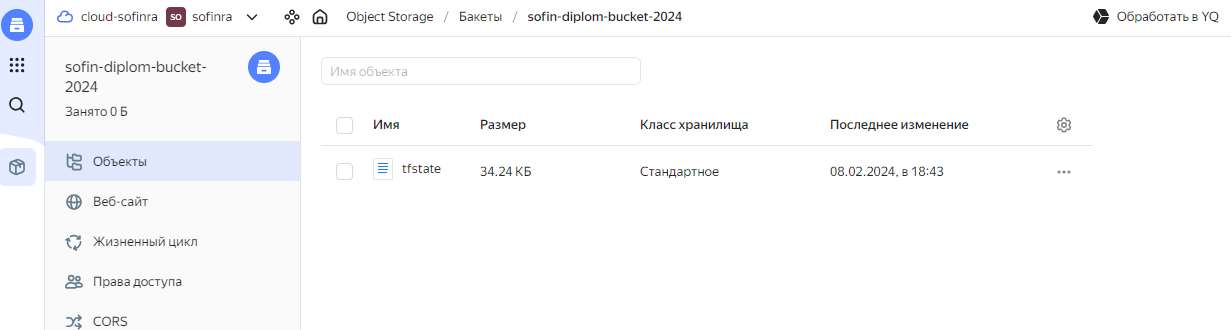 cloud-sofinra SO sofinra Object Storage / Бакеты / sofin-diplom-bucket-2024 Обработать в YQ
sofin-diplom-bucket-
2024
Занято 0 Б
Объекты
Веб-сайт
Жизненный цикл
Права доступа
CORS
Имя объекта
Имя Размер Класс хранилища Последнее изменение
tfstate 34.24 КБ Стандартное 08.02.2024, в 18:43